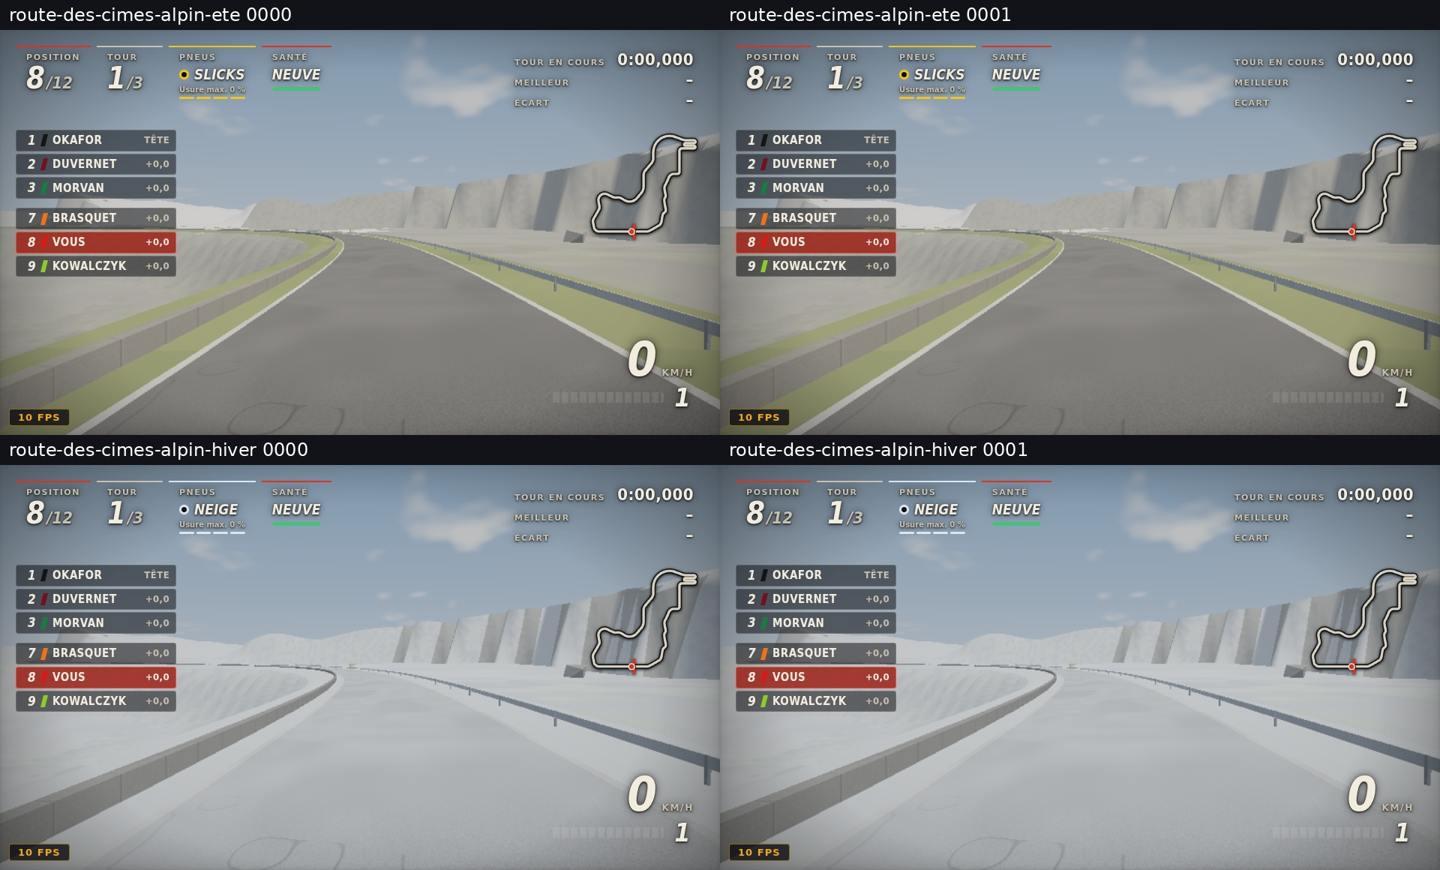 route-des-cimes-alpin-ete 0000
POSITION TOUR PNEUS SANTÉ
8/12 1/3 SLICKS NEUVE
Usure max. 0 %
TOUR EN COURS 0:00,000
MEILLEUR –
ÉCART –
1 OKAFOR TÊTE
2 DUVERNET +0,0
3 MORVAN +0,0
7 BRASQUET +0,0
8 VOUS +0,0
9 KOWALCZYK +0,0
0 KM/H
1
10 FPS
route-des-cimes-alpin-ete 0001
POSITION TOUR PNEUS SANTÉ
8/12 1/3 SLICKS NEUVE
Usure max. 0 %
TOUR EN COURS 0:00,000
MEILLEUR –
ÉCART –
1 OKAFOR TÊTE
2 DUVERNET +0,0
3 MORVAN +0,0
7 BRASQUET +0,0
8 VOUS +0,0
9 KOWALCZYK +0,0
0 KM/H
1
10 FPS
route-des-cimes-alpin-hiver 0000
POSITION TOUR PNEUS SANTÉ
8/12 1/3 NEIGE NEUVE
Usure max. 0 %
TOUR EN COURS 0:00,000
MEILLEUR –
ÉCART –
1 OKAFOR TÊTE
2 DUVERNET +0,0
3 MORVAN +0,0
7 BRASQUET +0,0
8 VOUS +0,0
9 KOWALCZYK +0,0
0 KM/H
1
10 FPS
route-des-cimes-alpin-hiver 0001
POSITION TOUR PNEUS SANTÉ
8/12 1/3 NEIGE NEUVE
Usure max. 0 %
TOUR EN COURS 0:00,000
MEILLEUR –
ÉCART –
1 OKAFOR TÊTE
2 DUVERNET +0,0
3 MORVAN +0,0
7 BRASQUET +0,0
8 VOUS +0,0
9 KOWALCZYK +0,0
0 KM/H
1
10 FPS